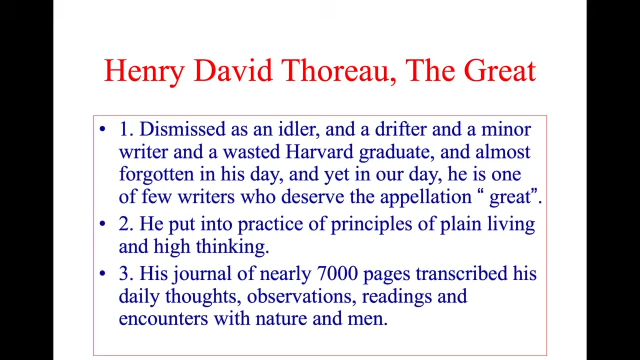 Henry David Thoreau, The Great
• 1. Dismissed as an idler, and a drifter and a minor
writer and a wasted Harvard graduate, and almost
forgotten in his day, and yet in our day, he is one
of few writers who deserve the appellation “ great”.
• 2. He put into practice of principles of plain living
and high thinking.
• 3. His journal of nearly 7000 pages transcribed his
daily thoughts, observations, readings and
encounters with nature and men.